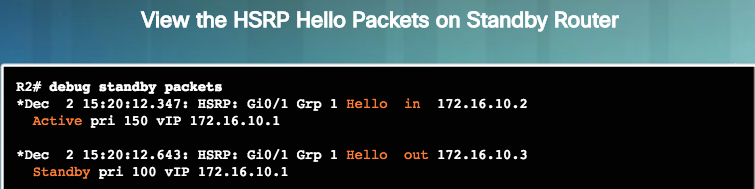 View the HSRP Hello Packets on Standby Router
R2# debug standby packets
*Dec  2 15:20:12.347: HSRP: Gi0/1 Grp 1 Hello  in  172.16.10.2
  Active pri 150 vIP 172.16.10.1
*Dec  2 15:20:12.643: HSRP: Gi0/1 Grp 1 Hello  out 172.16.10.3
  Standby pri 100 vIP 172.16.10.1